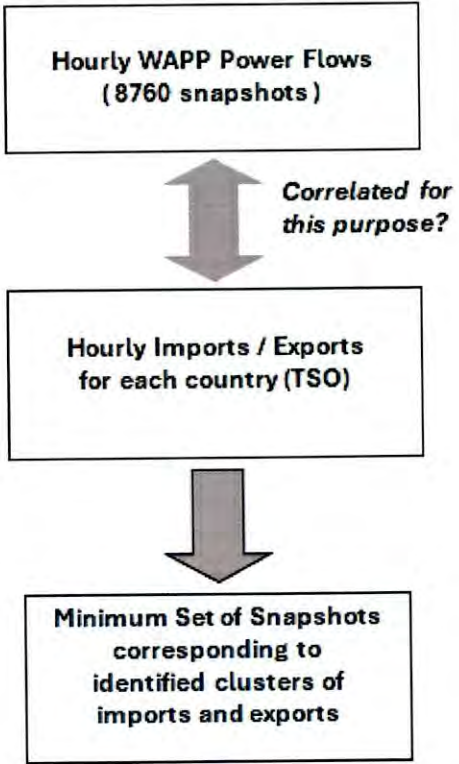 Hourly WAPP Power Flows
(8760 snapshots)
Correlated for
this purpose?
Hourly Imports / Exports
for each country (TSO)
Minimum Set of Snapshots
corresponding to
identified clusters of
imports and exports